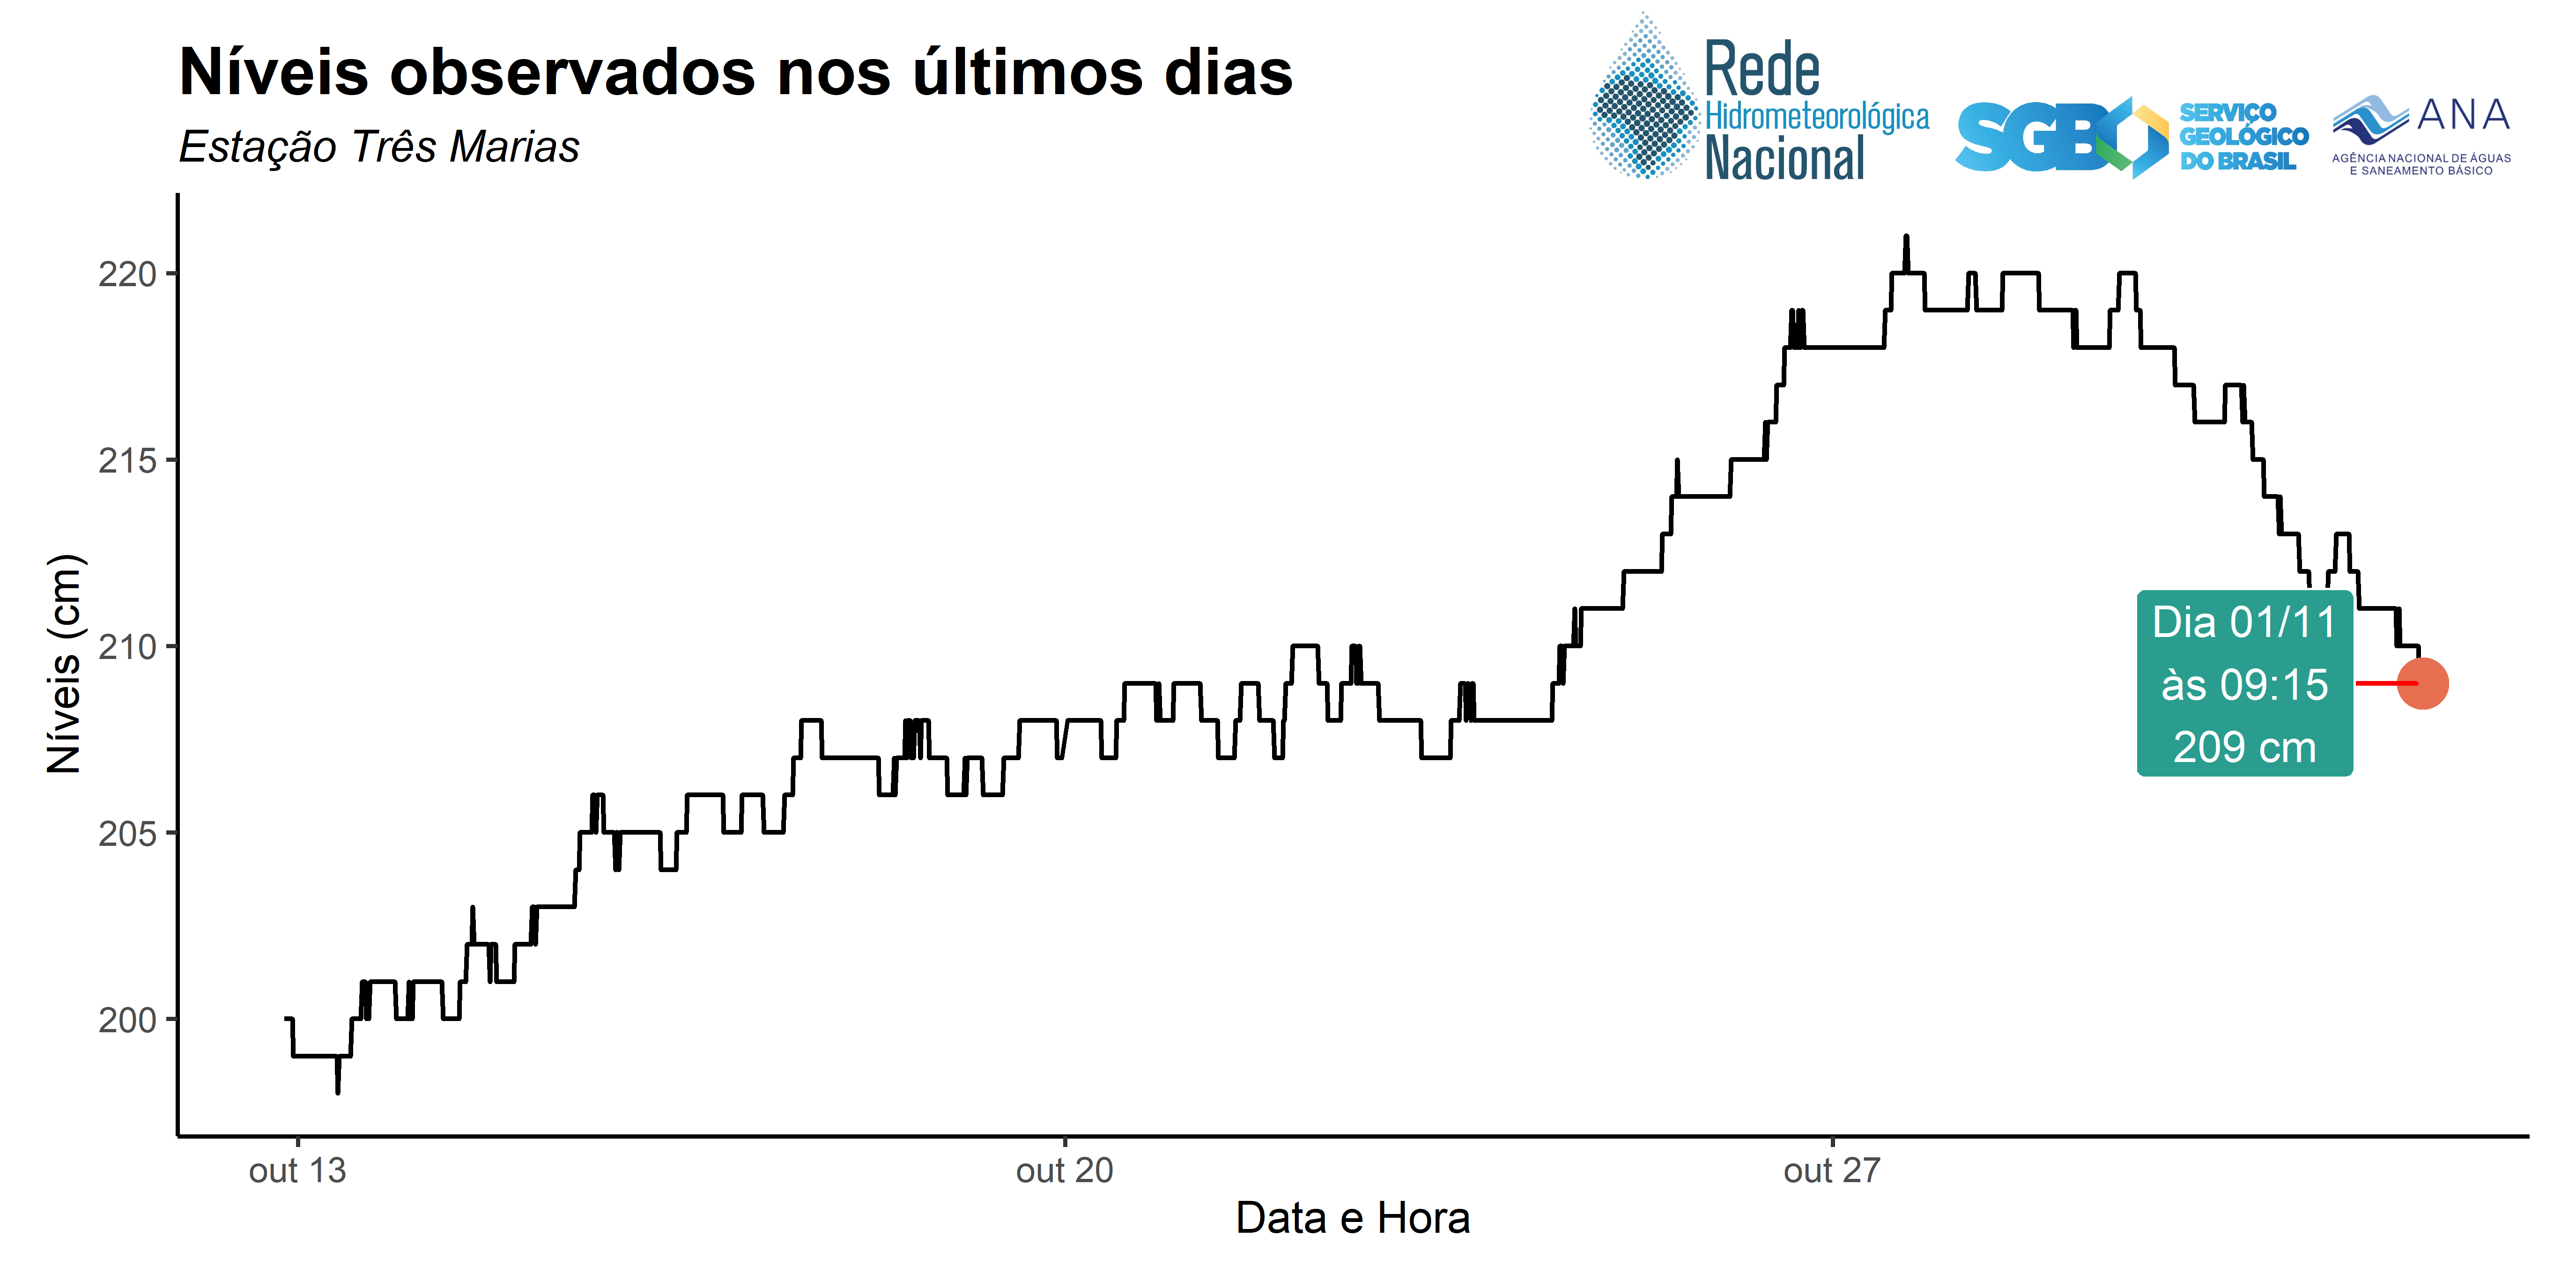 Níveis observados nos últimos dias
Estação Três Marias
Rede
Hidrometeorológica
Nacional
SGB
SERVIÇO
GEOLÓGICO
DO BRASIL
ANA
AGÊNCIA NACIONAL DE ÁGUAS
E SANEAMENTO BÁSICO
Níveis (cm)
220
215
210
205
200
Dia 01/11
às 09:15
209 cm
out 13
out 20
out 27
Data e Hora